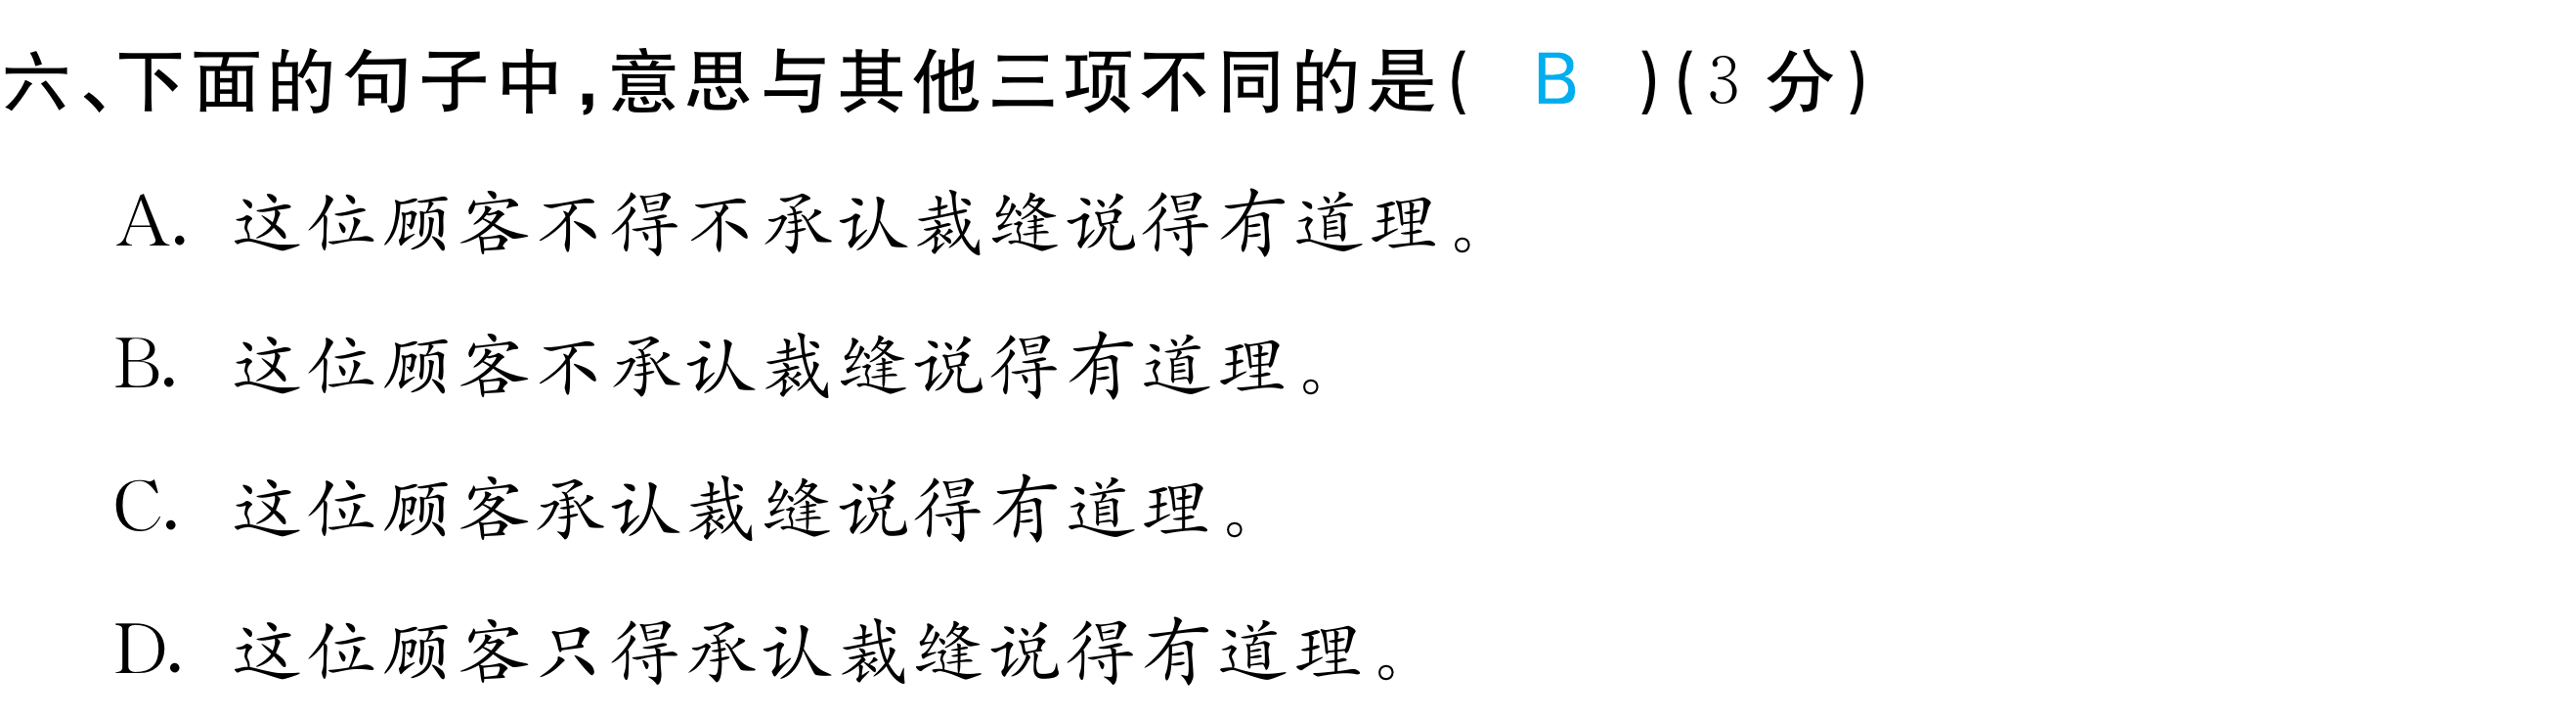 六、下面的句子中,意思与其他三项不同的是( B )(3 分)
A. 这位顾客不得不承认裁缝说得有道理。
B. 这位顾客不承认裁缝说得有道理。
C. 这位顾客承认裁缝说得有道理。
D. 这位顾客只得承认裁缝说得有道理。